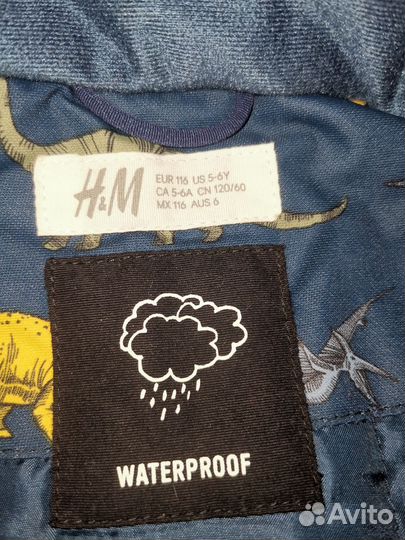 H&M
EUR 116 US 5-6Y
CA 5-6A CN 120/60
MX 116 AUS 6
WATERPROOF
Avito